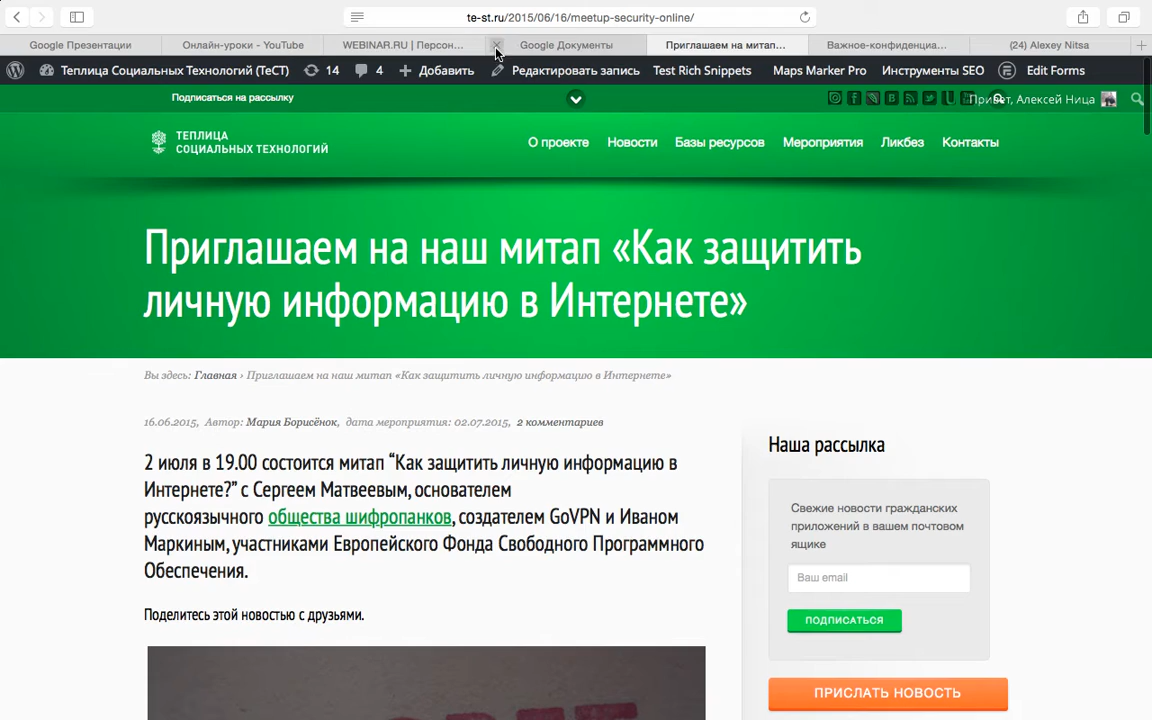 te-st.ru/2015/06/16/meetup-security-online/
Google Презентации
Онлайн-уроки - YouTube
WEBINAR.RU | Персон...
Google Документы
Приглашаем на митап...
Важное-конфиденциа...
(24) Alexey Nitsa
Теплица Социальных Технологий (ТеСТ)
14
4
Добавить
Редактировать запись
Test Rich Snippets
Maps Marker Pro
Инструменты SEO
Edit Forms
Подписаться на рассылку
Привет, Алексей Ница
ТЕПЛИЦА
СОЦИАЛЬНЫХ ТЕХНОЛОГИЙ
О проекте
Новости
Базы ресурсов
Мероприятия
Ликбез
Контакты
Приглашаем на наш митап «Как защитить
личную информацию в Интернете»
Вы здесь: Главная › Приглашаем на наш митап «Как защитить личную информацию в Интернете»
16.06.2015, Автор: Мария Борисёнок, дата мероприятия: 02.07.2015, 2 комментариев
2 июля в 19.00 состоится митап “Как защитить личную информацию в
Интернете?” с Сергеем Матвеевым, основателем
русскоязычного общества шифропанков, создателем GoVPN и Иваном
Маркиным, участниками Европейского Фонда Свободного Программного
Обеспечения.
Поделитесь этой новостью с друзьями.
Наша рассылка
Свежие новости гражданских
приложений в вашем почтовом
ящике
Ваш email
ПОДПИСАТЬСЯ
ПРИСЛАТЬ НОВОСТЬ